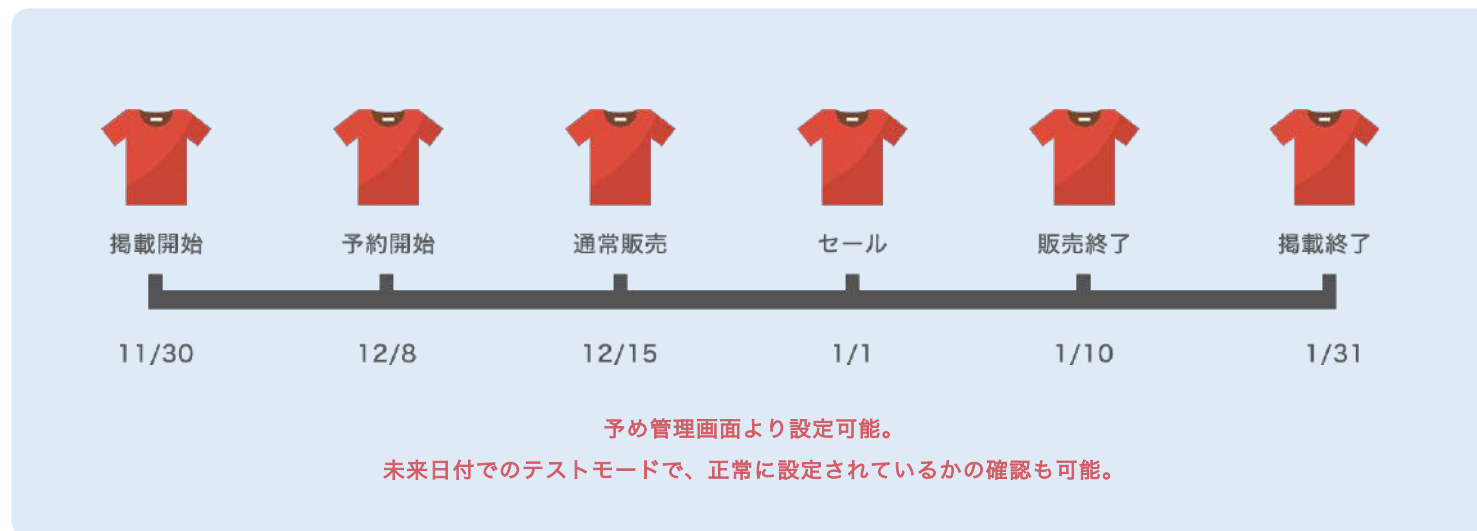 掲載開始 予約開始 通常販売 セール 販売終了 掲載終了
11/30 12/8 12/15 1/1 1/10 1/31
予め管理画面より設定可能。
未来日付でのテストモードで、正常に設定されているかの確認も可能。